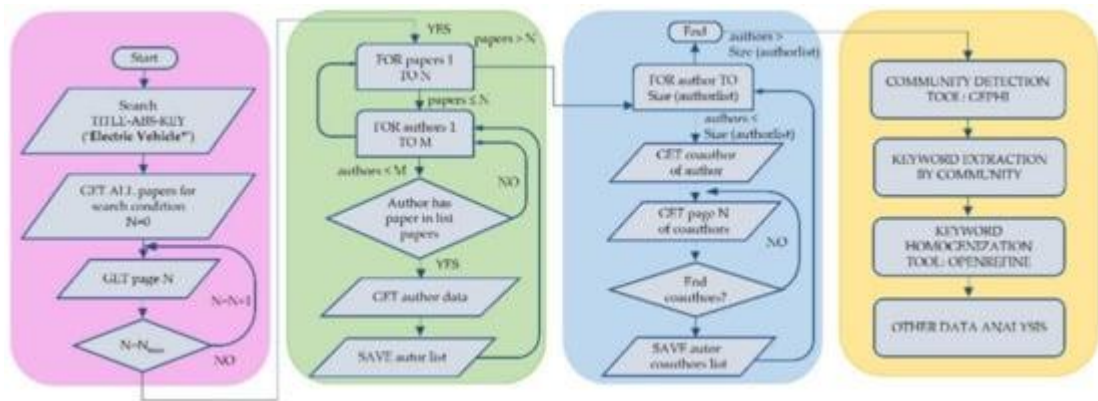 Start
Search
TITLE-ABS-KEY
("Electric Vehicle*")
GET ALL papers for
search condition
N=0
GET page N
N=N+1
N=Nmax
NO
YES
papers > N
FOR papers 1
TO N
papers ≤ N
FOR authors 1
TO M
authors < M
NO
Author has
paper in list
papers
YES
GET author data
SAVE autor list
End
authors >
Size (authorlist)
FOR author TO
Size (authorlist)
authors <
Size (authorlist)
GET coauthor
of author
GET page N
of coauthors
NO
End
coauthors?
SAVE autor
coauthors list
COMMUNITY DETECTION
TOOL: GEPHI
KEYWORD EXTRACTION
BY COMMUNITY
KEYWORD
HOMOGENIZATION
TOOL: OPENREFINE
OTHER DATA ANALYSIS